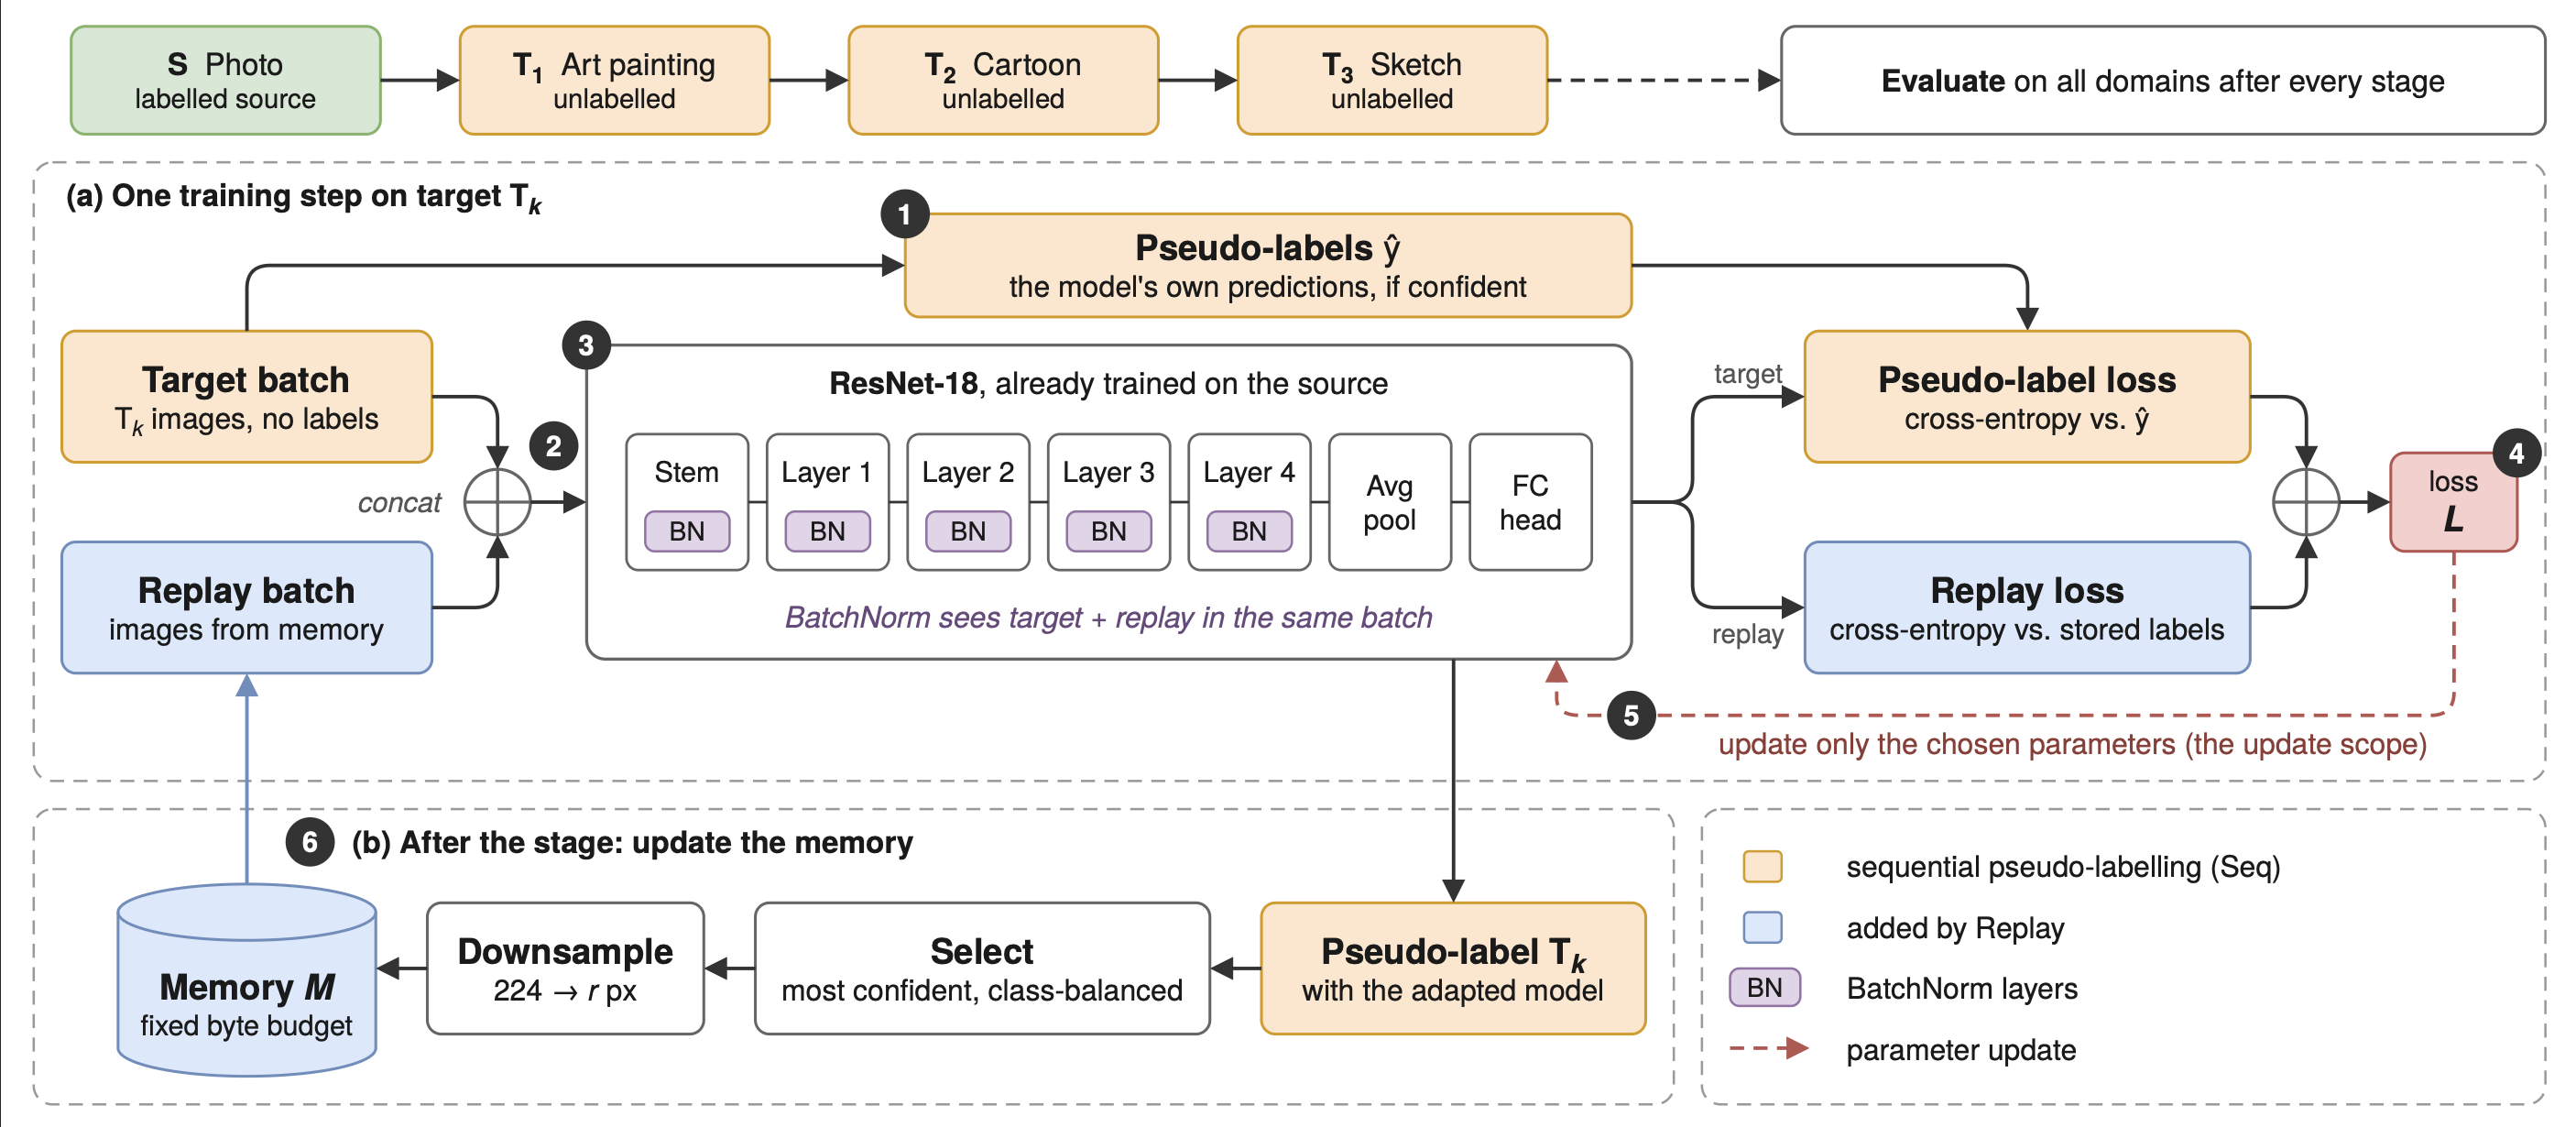 S Photo
labelled source
T1 Art painting
unlabelled
T2 Cartoon
unlabelled
T3 Sketch
unlabelled
Evaluate on all domains after every stage
(a) One training step on target Tk
1
Pseudo-labels ŷ
the model's own predictions, if confident
Target batch
Tk images, no labels
concat
2
Replay batch
images from memory
3
ResNet-18, already trained on the source
Stem
BN
Layer 1
BN
Layer 2
BN
Layer 3
BN
Layer 4
BN
Avg
pool
FC
head
BatchNorm sees target + replay in the same batch
target
Pseudo-label loss
cross-entropy vs. ŷ
replay
Replay loss
cross-entropy vs. stored labels
4
loss
L
5
update only the chosen parameters (the update scope)
6
(b) After the stage: update the memory
Memory M
fixed byte budget
Downsample
224 → r px
Select
most confident, class-balanced
Pseudo-label Tk
with the adapted model
sequential pseudo-labelling (Seq)
added by Replay
BN
BatchNorm layers
parameter update